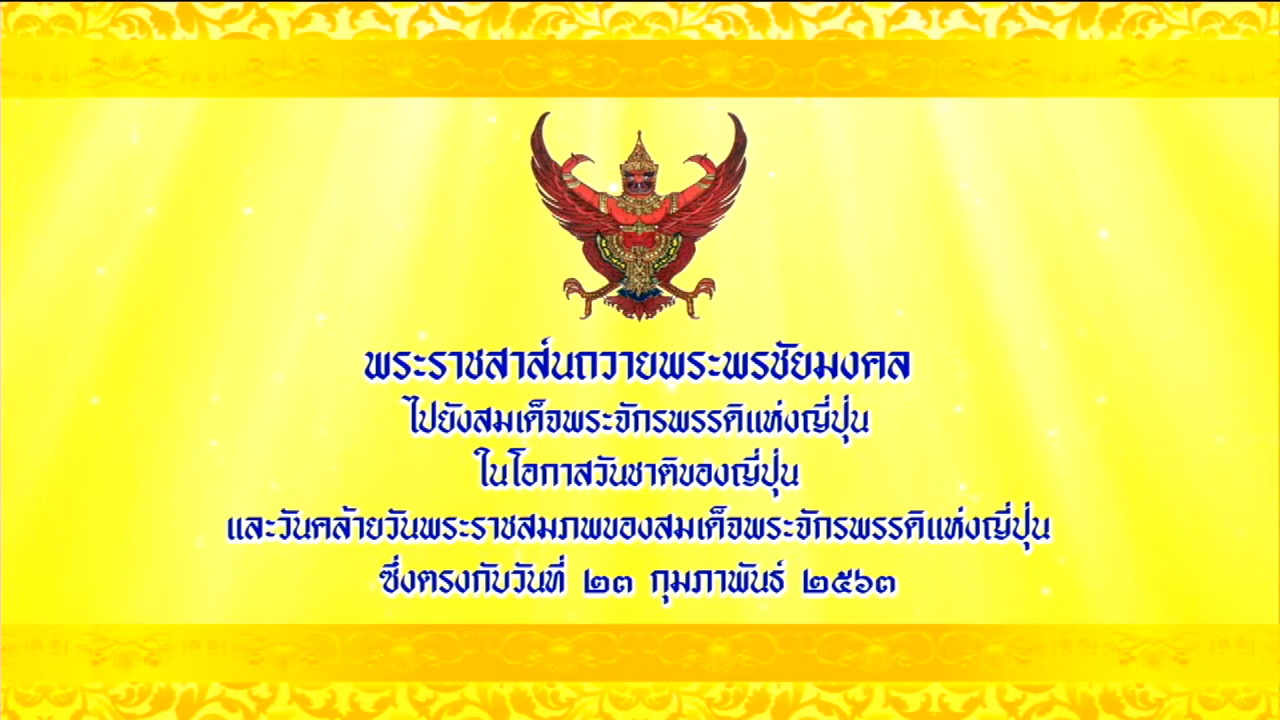 พระราชสาส์นถวายพระพรชัยมงคล
ไปยังสมเด็จพระจักรพรรดิแห่งญี่ปุ่น
ในโอกาสวันชาติของญี่ปุ่น
และวันคล้ายวันพระราชสมภพของสมเด็จพระจักรพรรดิแห่งญี่ปุ่น
ซึ่งตรงกับวันที่ ๒๓ กุมภาพันธ์ ๒๕๖๓